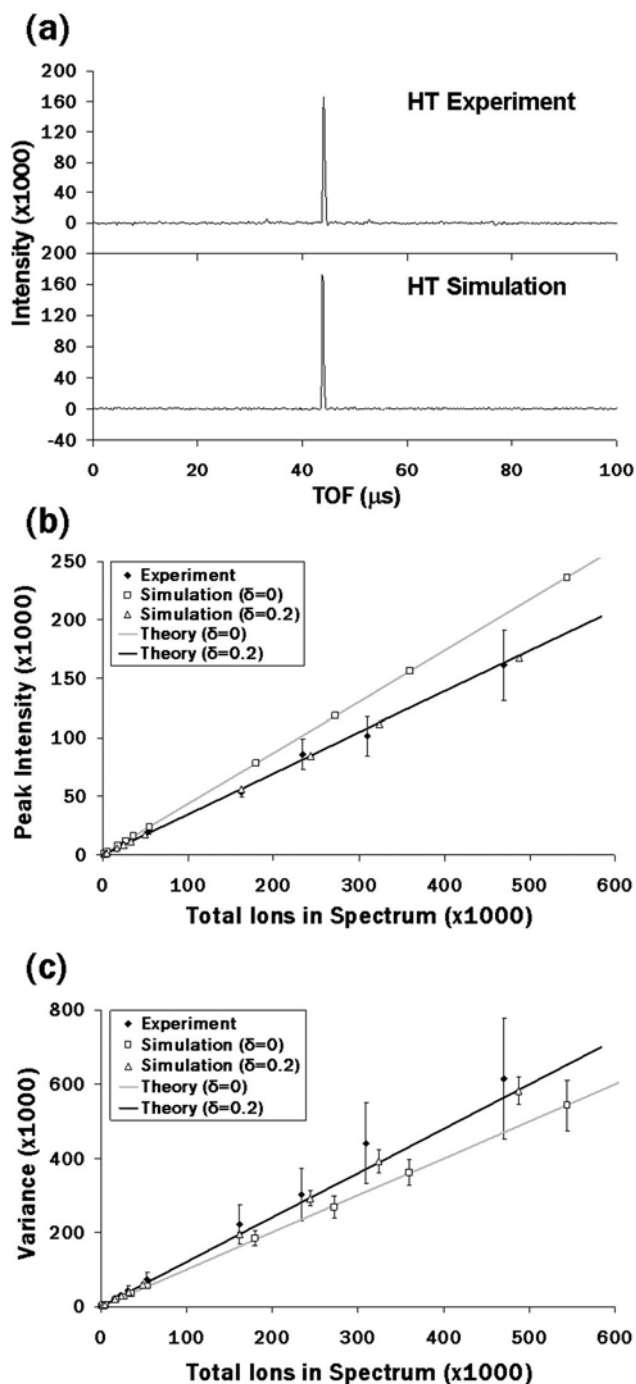 (a)
200
160
120
80
40
0
HT Experiment
200
160
120
80
40
0
-40
HT Simulation
Intensity (x1000)
0 20 40 60 80 100
TOF (μs)
(b)
250
200
150
100
50
0
Experiment
Simulation (δ=0)
Simulation (δ=0.2)
Theory (δ=0)
Theory (δ=0.2)
Peak Intensity (x1000)
0 100 200 300 400 500 600
Total Ions in Spectrum (x1000)
(c)
800
600
400
200
0
Experiment
Simulation (δ=0)
Simulation (δ=0.2)
Theory (δ=0)
Theory (δ=0.2)
Variance (x1000)
0 100 200 300 400 500 600
Total Ions in Spectrum (x1000)